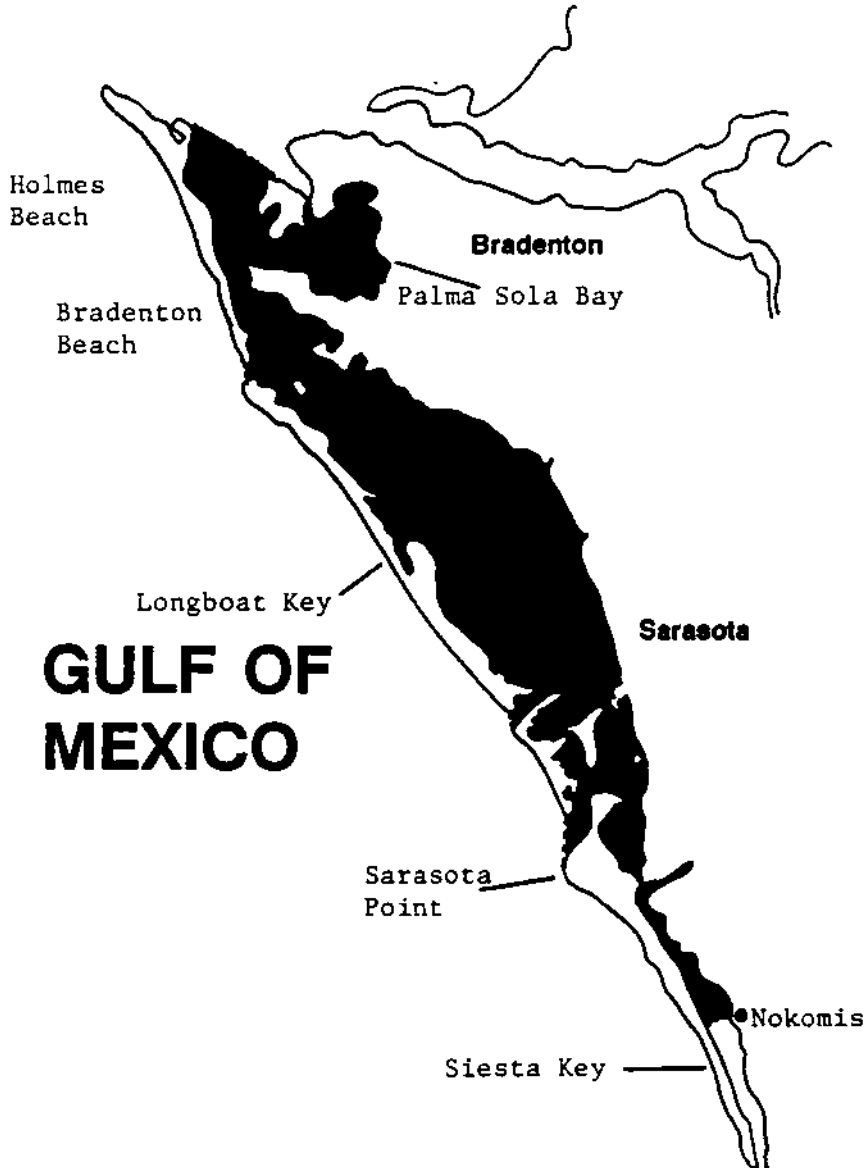 Holmes
Beach
Bradenton
Palma Sola Bay
Bradenton
Beach
Longboat Key
Sarasota
GULF OF
MEXICO
Sarasota
Point
Nokomis
Siesta Key